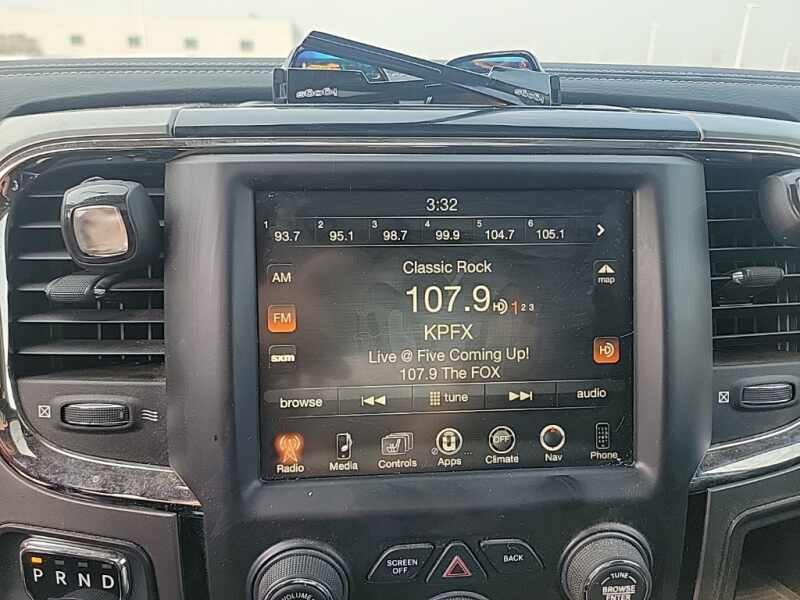 3:32
1 93.7 2 95.1 3 98.7 4 99.9 5 104.7 6 105.1
Classic Rock
AM
map
107.9 HD 1 2 3
FM
KPFX
HD
sxm
Live @ Five Coming Up!
107.9 The FOX
browse tune audio
OFF
Radio Media Controls Apps Climate Nav Phone
P R N D
SCREEN OFF
BACK
VOLUME
TUNE
BROWSE
ENTER